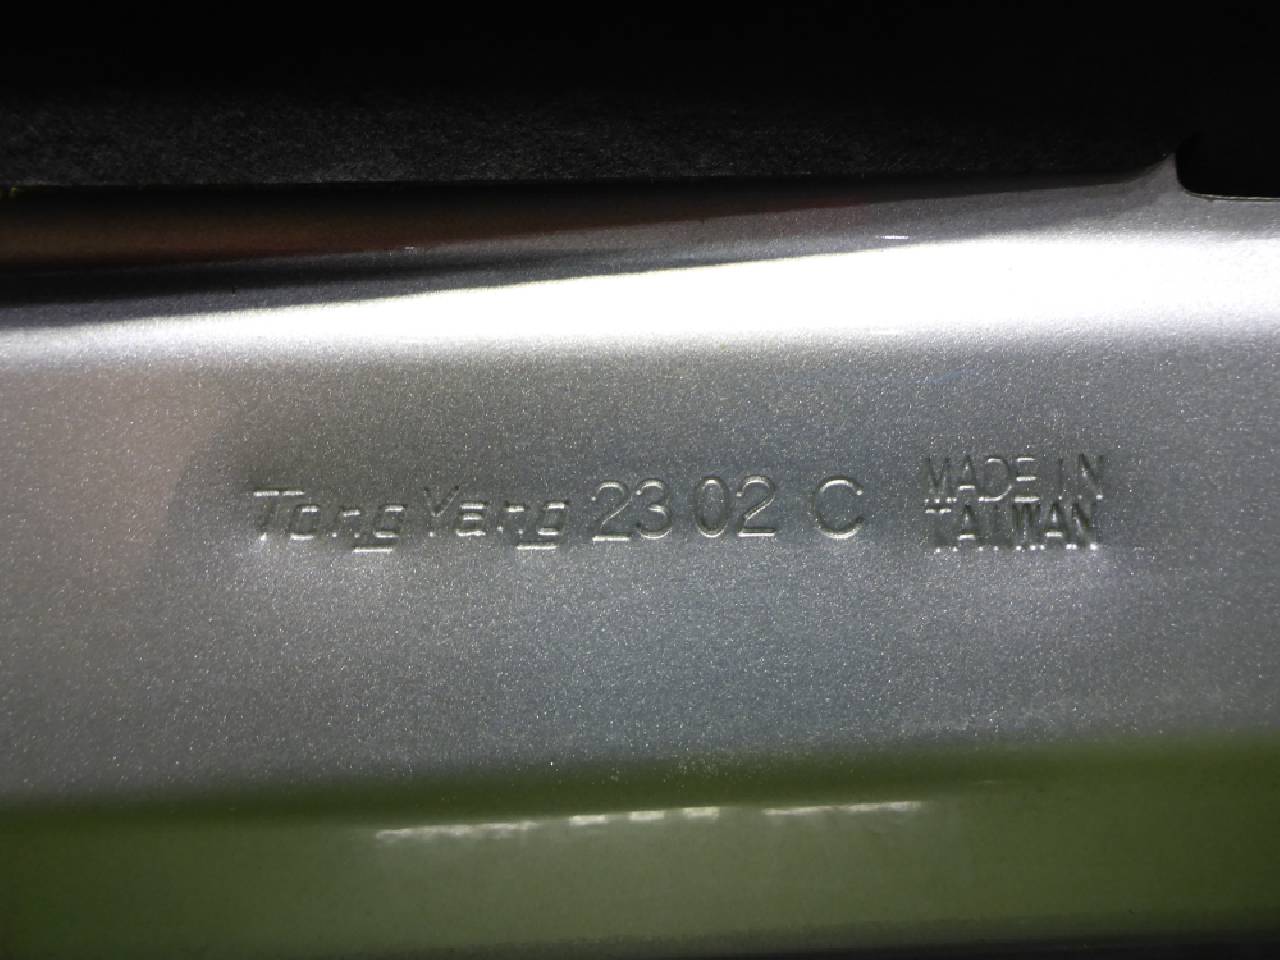 Tong Yang 23 02 C
MADE IN
TAIWAN